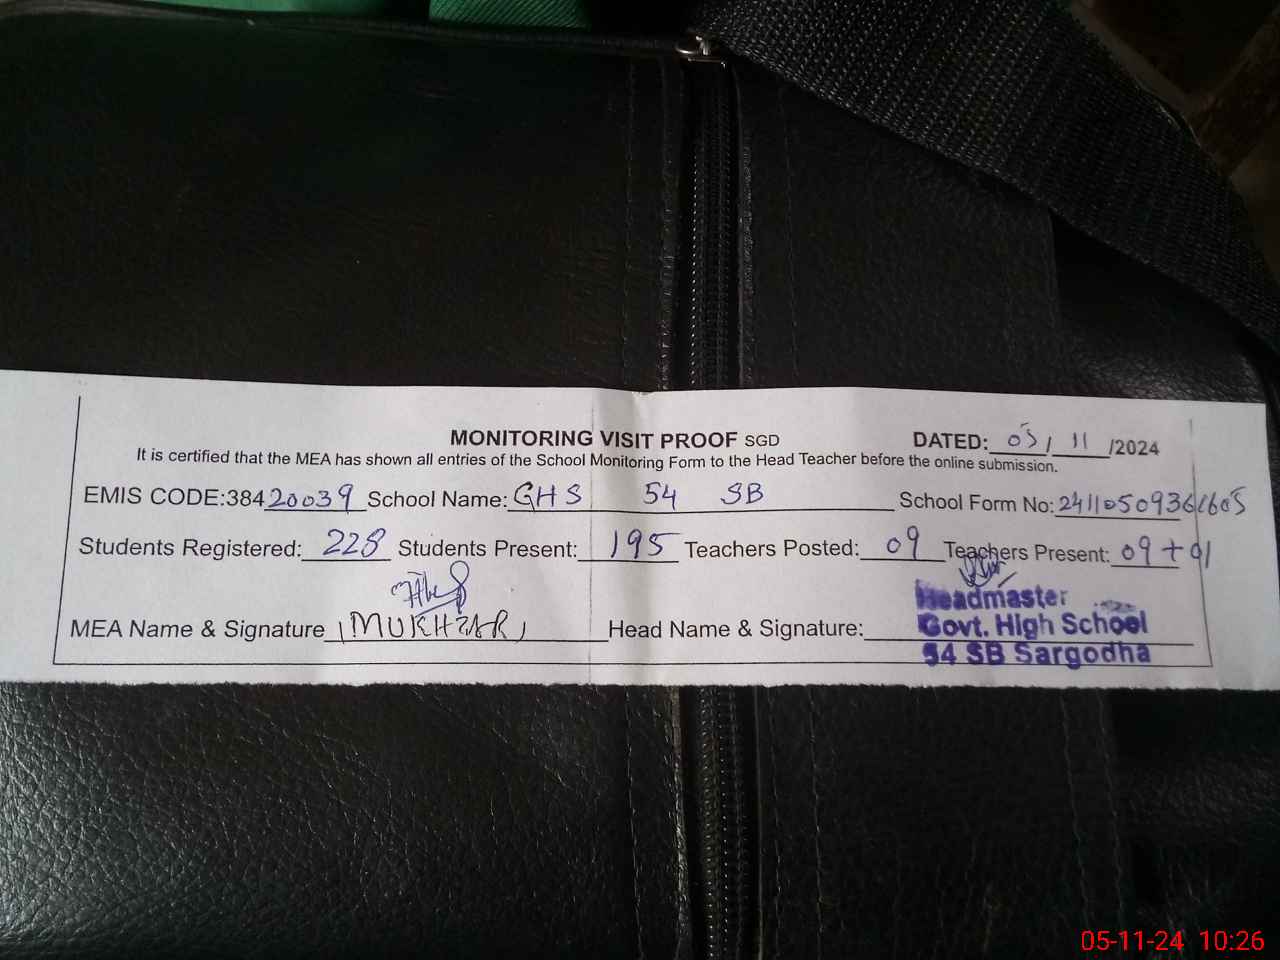 MONITORING VISIT PROOF SGD DATED: 05/11/2024
It is certified that the MEA has shown all entries of the School Monitoring Form to the Head Teacher before the online submission.
EMIS CODE:38420039 School Name: GHS 54 SB School Form No:
Students Registered: 228 Students Present: 195 Teachers Posted: 09 Teachers Present: 09+01
MEA Name & Signature (MUKHTAR) Head Name & Signature:
Headmaster
Govt. High School
54 SB Sargodha
05-11-24 10:26